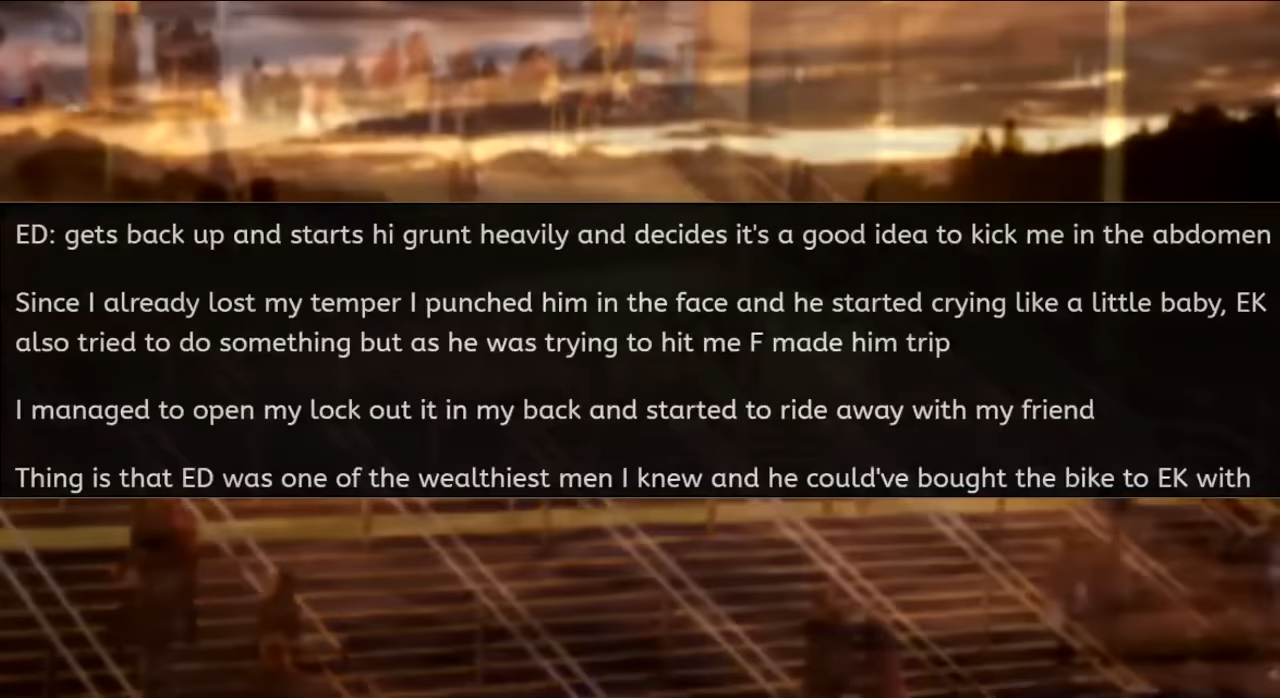 ED: gets back up and starts hi grunt heavily and decides it's a good idea to kick me in the abdomen
Since I already lost my temper I punched him in the face and he started crying like a little baby, EK
also tried to do something but as he was trying to hit me F made him trip
I managed to open my lock out it in my back and started to ride away with my friend
Thing is that ED was one of the wealthiest men I knew and he could've bought the bike to EK with